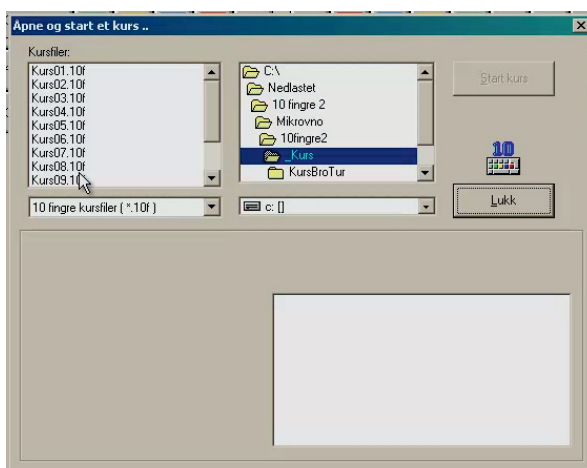 Åpne og start et kurs ..
Kursfiler:
Kurs01.10f
Kurs02.10f
Kurs03.10f
Kurs04.10f
Kurs05.10f
Kurs06.10f
Kurs07.10f
Kurs08.10f
Kurs09.10f
10 fingre kursfiler ( *.10f )
C:\
Nedlastet
10 fingre 2
Mikrovno
10fingre2
_Kurs
KursBroTur
c: []
Start kurs
10
Lukk